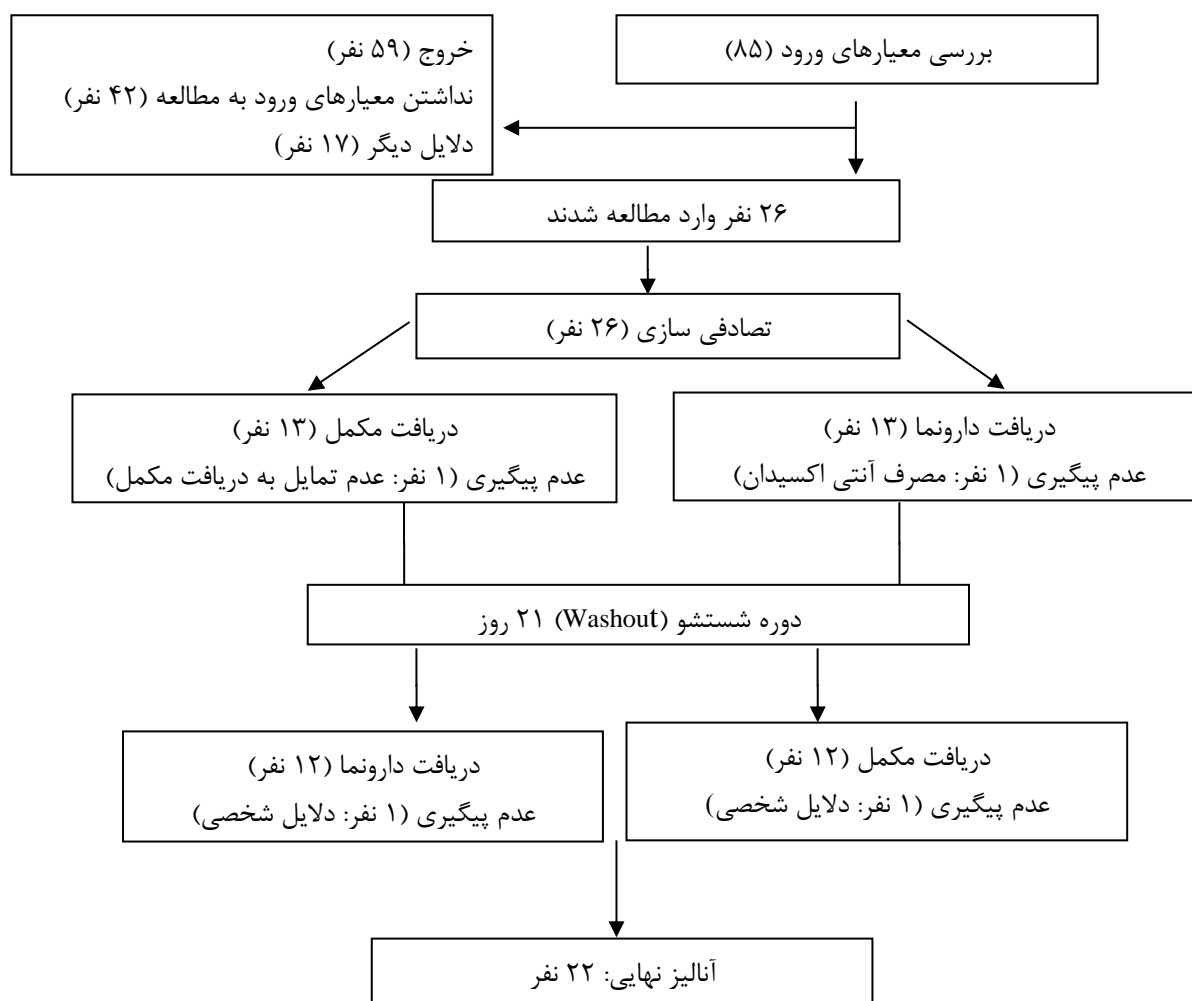 بررسی معیارهای ورود (۸۵)
خروج (۵۹ نفر)
نداشتن معیارهای ورود به مطالعه (۴۲ نفر)
دلایل دیگر (۱۷ نفر)
۲۶ نفر وارد مطالعه شدند
تصادفی سازی (۲۶ نفر)
دریافت دارونما (۱۳ نفر)
عدم پیگیری (۱ نفر: مصرف آنتی اکسیدان)
دریافت مکمل (۱۳ نفر)
عدم پیگیری (۱ نفر: عدم تمایل به دریافت مکمل)
دوره شستشو (Washout) ۲۱ روز
دریافت مکمل (۱۲ نفر)
عدم پیگیری (۱ نفر: دلایل شخصی)
دریافت دارونما (۱۲ نفر)
عدم پیگیری (۱ نفر: دلایل شخصی)
آنالیز نهایی: ۲۲ نفر